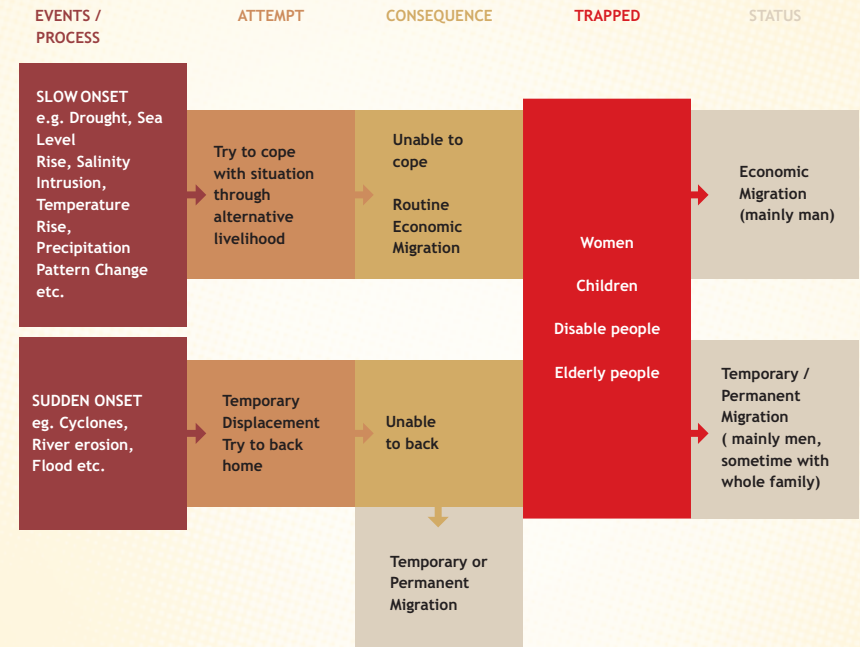 EVENTS /
PROCESS
ATTEMPT
CONSEQUENCE
TRAPPED
STATUS
SLOW ONSET
e.g. Drought, Sea
Level
Rise, Salinity
Intrusion,
Temperature
Rise,
Precipitation
Pattern Change
etc.
Try to cope
with situation
through
alternative
livelihood
Unable to
cope
Routine
Economic
Migration
Women
Children
Disable people
Elderly people
Economic
Migration
(mainly man)
SUDDEN ONSET
eg. Cyclones,
River erosion,
Flood etc.
Temporary
Displacement
Try to back
home
Unable
to back
Temporary /
Permanent
Migration
( mainly men,
sometime with
whole family)
Temporary or
Permanent
Migration